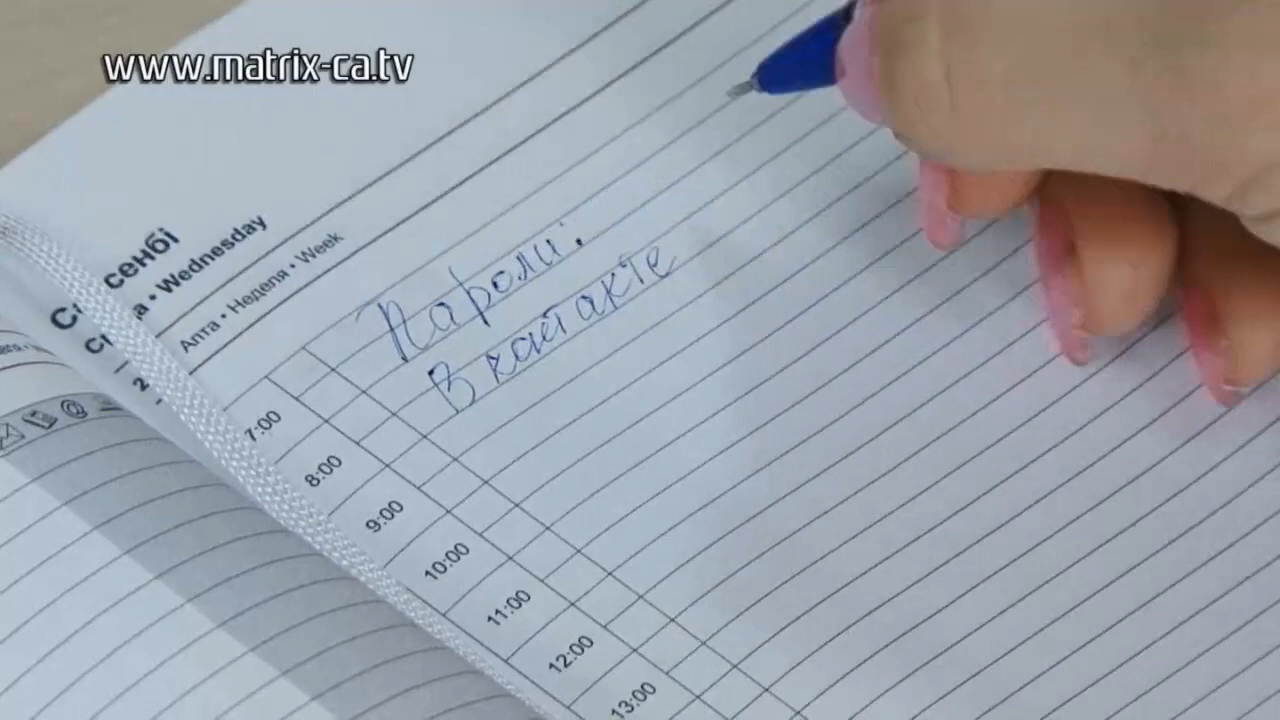 www.matrix-ca.tv
сенбі
• Wednesday
Апта • Неделя • Week
Пароли:
В контакте
2
7:00
8:00
9:00
10:00
11:00
12:00
13:00